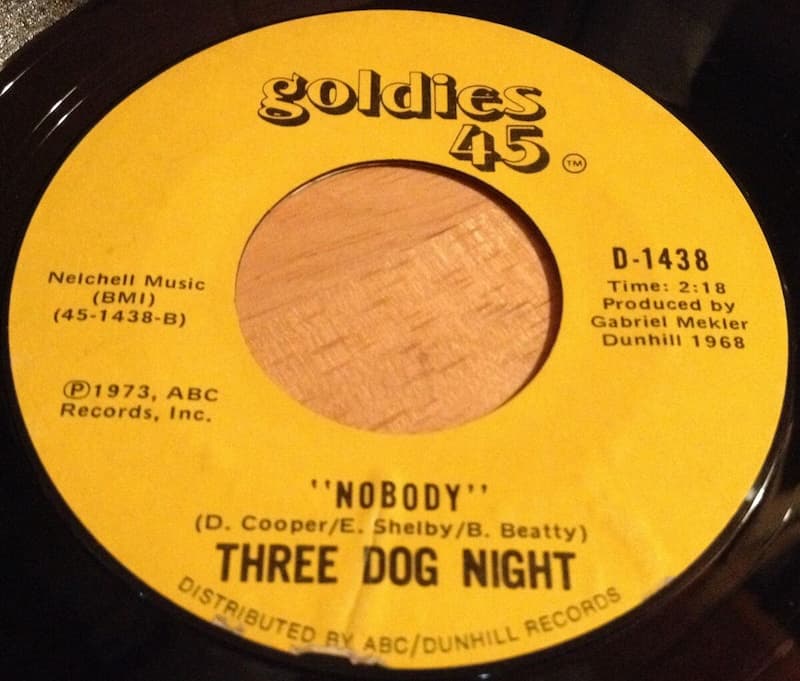 goldies
45 ™
Nelchell Music
(BMI)
(45-1438-B)
℗1973, ABC
Records, Inc.
D-1438
Time: 2:18
Produced by
Gabriel Mekler
Dunhill 1968
"NOBODY"
(D. Cooper/E. Shelby/B. Beatty)
THREE DOG NIGHT
DISTRIBUTED BY ABC/DUNHILL RECORDS